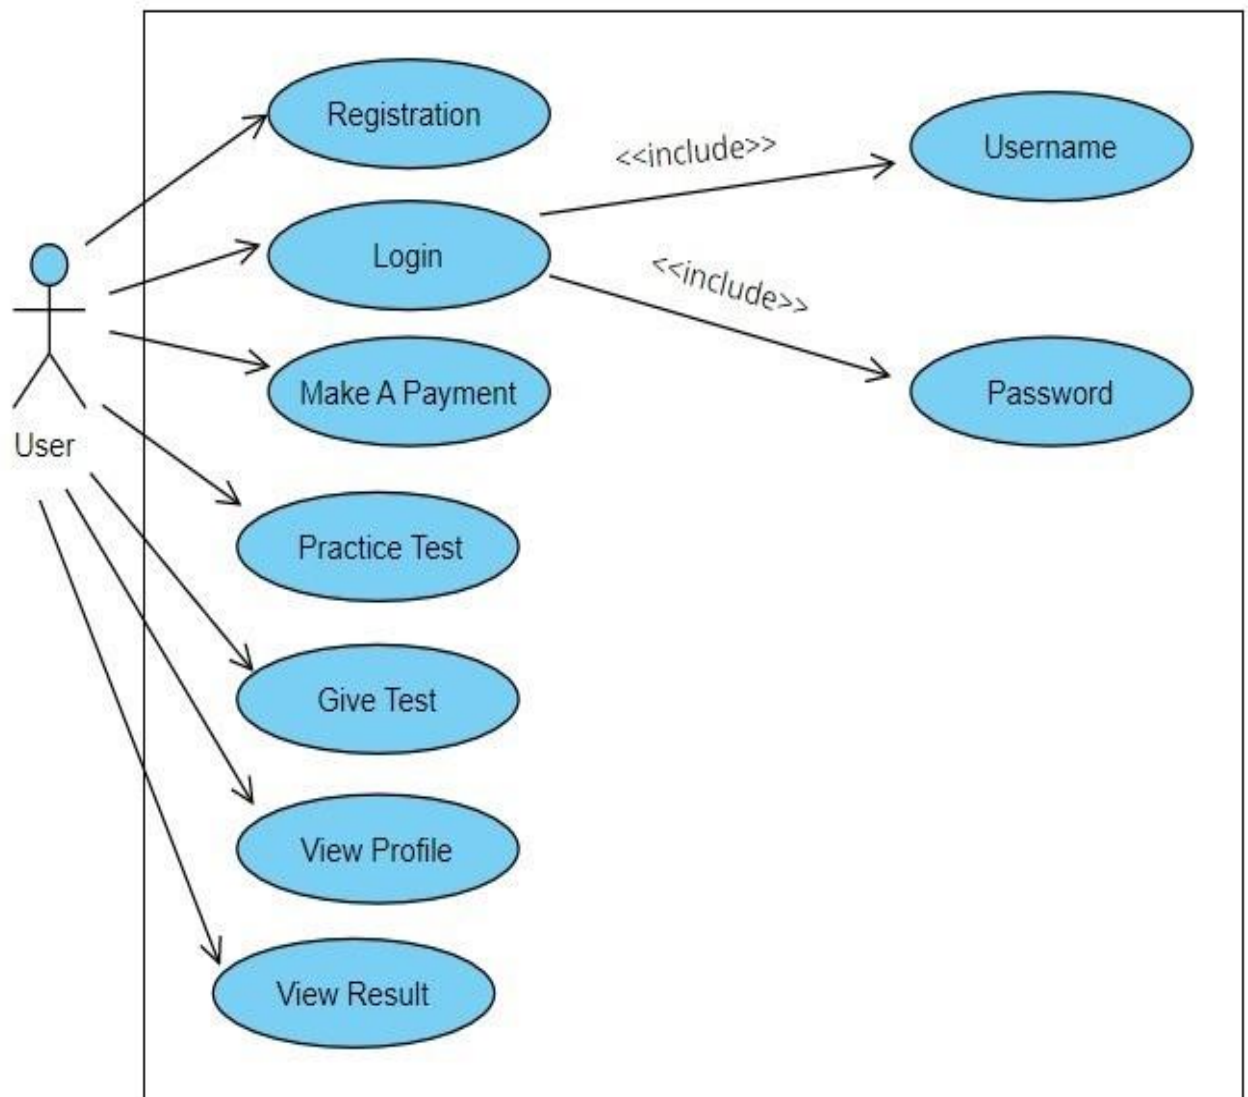 Registration
<<include>>
Username
Login
<<include>>
Make A Payment
Password
User
Practice Test
Give Test
View Profile
View Result